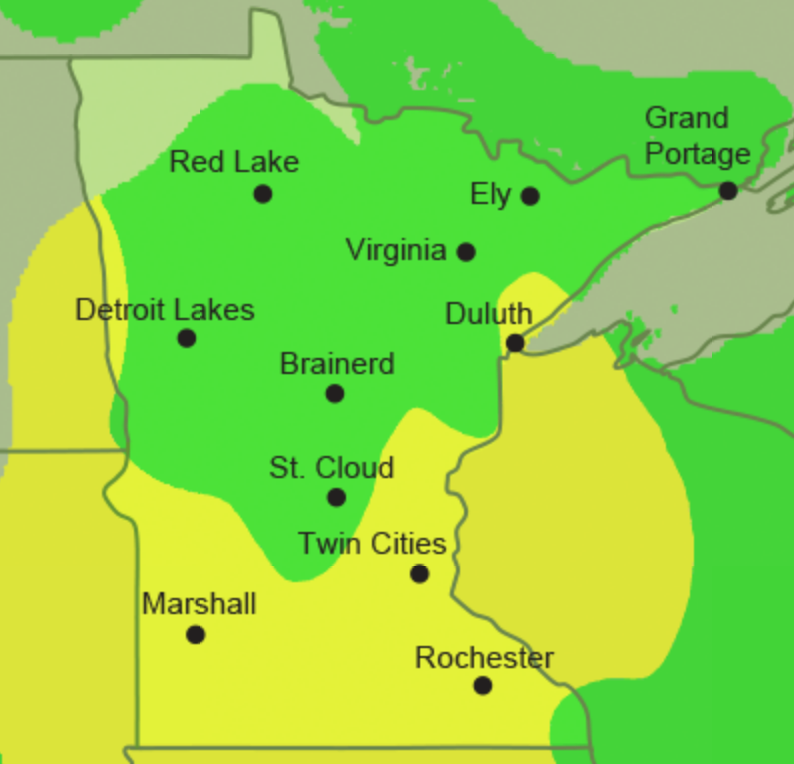 Grand
Portage
Red Lake
Ely
Virginia
Detroit Lakes
Duluth
Brainerd
St. Cloud
Twin Cities
Marshall
Rochester